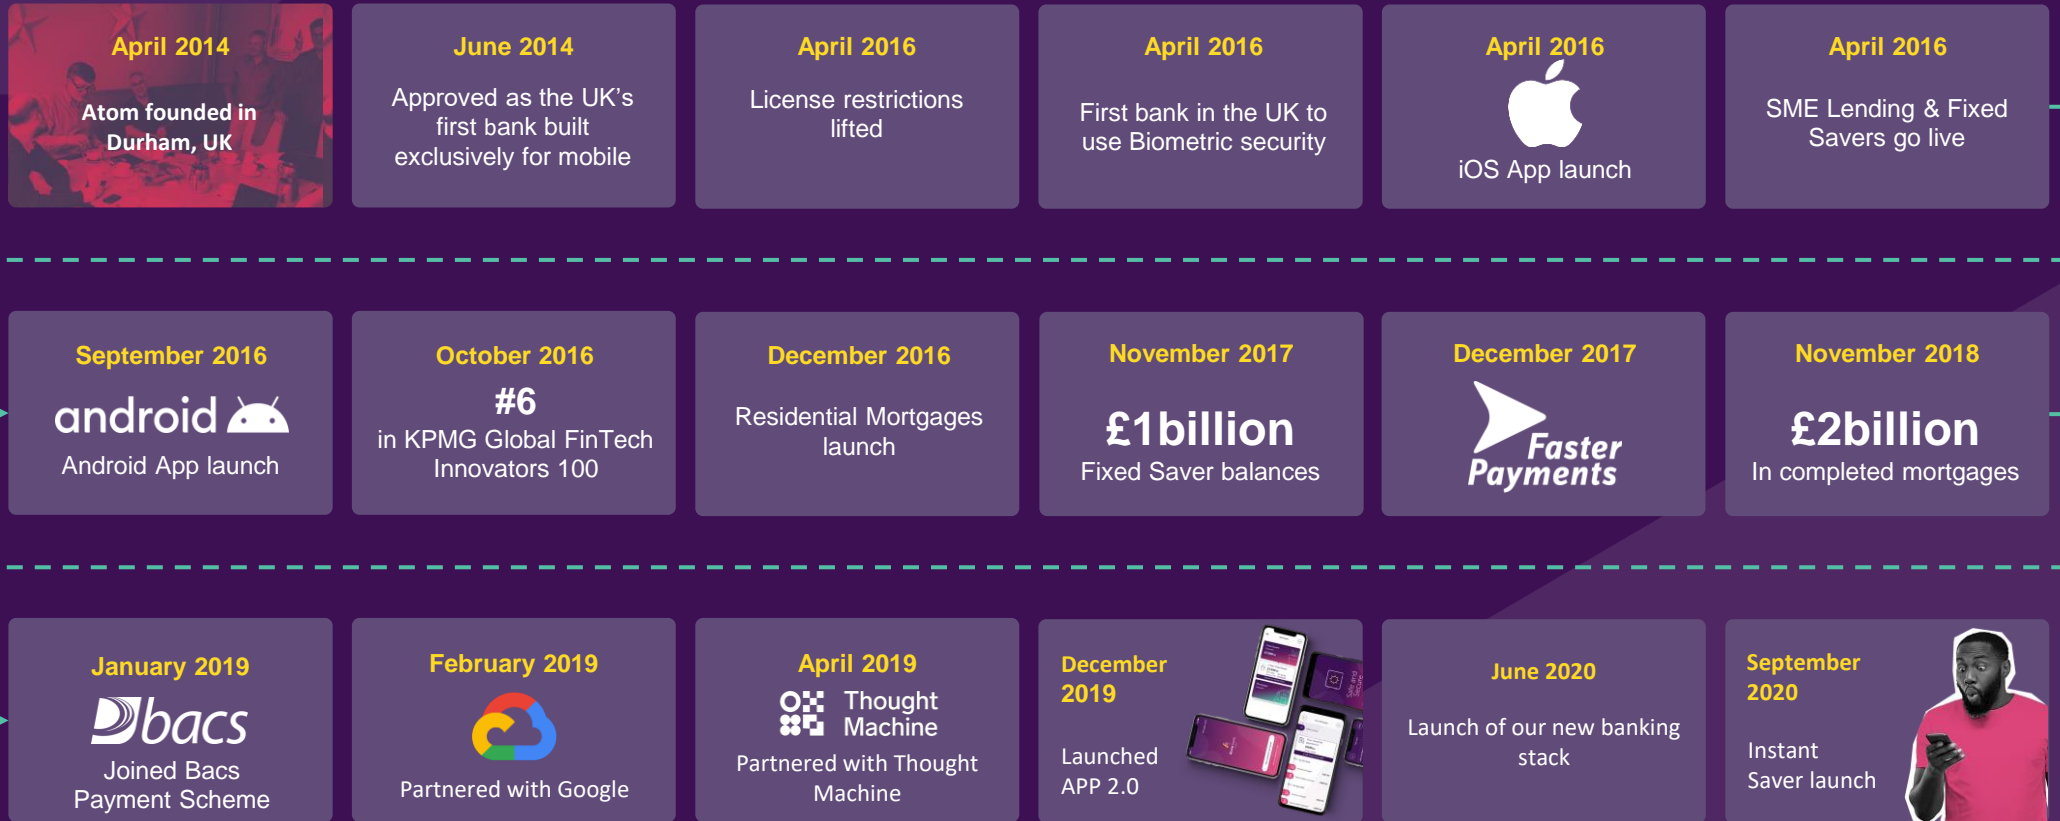 April 2014
Atom founded in
Durham, UK
June 2014
Approved as the UK's
first bank built
exclusively for mobile
April 2016
License restrictions
lifted
April 2016
First bank in the UK to
use Biometric security
April 2016
iOS App launch
April 2016
SME Lending & Fixed
Savers go live
September 2016
android
Android App launch
October 2016
#6
in KPMG Global FinTech
Innovators 100
December 2016
Residential Mortgages
launch
November 2017
£1billion
Fixed Saver balances
December 2017
Faster
Payments
November 2018
£2billion
In completed mortgages
January 2019
bacs
Joined Bacs
Payment Scheme
February 2019
Partnered with Google
April 2019
Thought
Machine
Partnered with Thought
Machine
December
2019
Launched
APP 2.0
Safe and
Secure
June 2020
Launch of our new banking
stack
September
2020
Instant
Saver launch